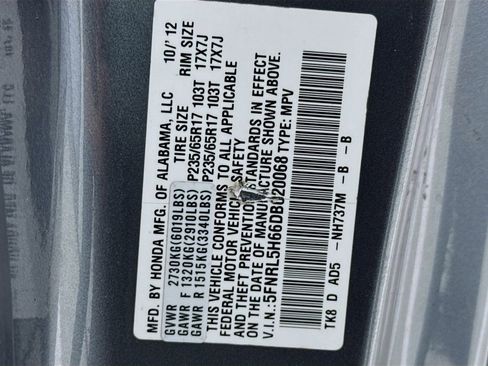 MFD. BY HONDA MFG. OF ALABAMA, LLC 10/'12
TIRE SIZE RIM SIZE
GVWR 2730KG(6019LBS)
GAWR F 1320KG(2910LBS) P235/65R17 103T 17X7J
GAWR R 1515KG(3340LBS) P235/65R17 103T 17X7J
THIS VEHICLE CONFORMS TO ALL APPLICABLE
FEDERAL MOTOR VEHICLE SAFETY
AND THEFT PREVENTION STANDARDS IN EFFECT
ON THE DATE OF MANUFACTURE SHOWN ABOVE.
V.I.N.: 5FNRL5H66DB020068 TYPE: MPV
TK8 D AD5 - NH737M - B - B